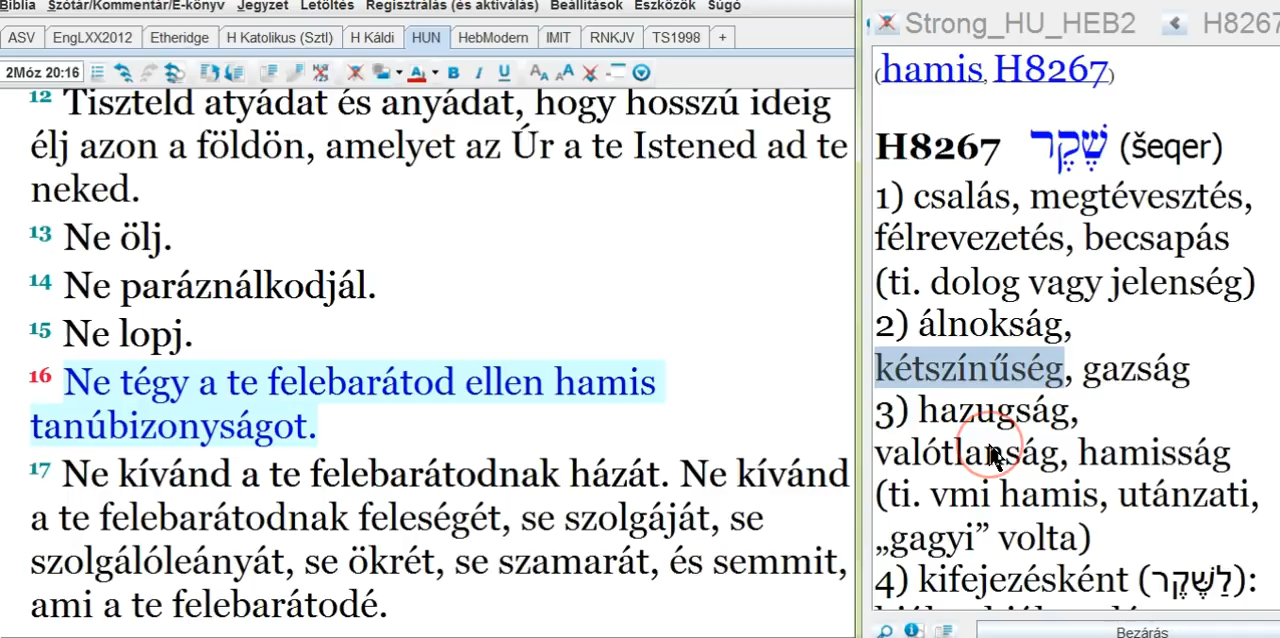 Biblia Szótár/Kommentár/E-könyv Jegyzet Letöltés Regisztrálás (és aktiválás) Beállítások Eszközök Súgó
ASV EngLXX2012 Etheridge H Katolikus (Sztl) H Káldi HUN HebModern IMIT RNKJV TS1998 +
2Móz 20:16
12 Tiszteld atyádat és anyádat, hogy hosszú ideig
élj azon a földön, amelyet az Úr a te Istened ad te
neked.
13 Ne ölj.
14 Ne paráználkodjál.
15 Ne lopj.
16 Ne tégy a te felebarátod ellen hamis
tanúbizonyságot.
17 Ne kívánd a te felebarátodnak házát. Ne kívánd
a te felebarátodnak feleségét, se szolgáját, se
szolgálóleányát, se ökrét, se szamarát, és semmit,
ami a te felebarátodé.
Strong_HU_HEB2 H8267
(hamis, H8267)
H8267 שֶׁקֶר (šeqer)
1) csalás, megtévesztés,
félrevezetés, becsapás
(ti. dolog vagy jelenség)
2) álnokság,
kétszínűség, gazság
3) hazugság,
valótlanság, hamisság
(ti. vmi hamis, utánzati,
„gagyi” volta)
4) kifejezésként (לַשֶּׁקֶר):
Bezárás